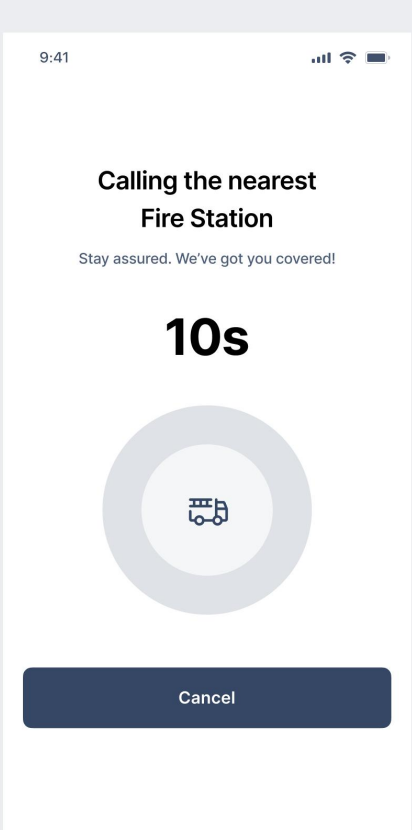 9:41
Calling the nearest
Fire Station
Stay assured. We’ve got you covered!
10s
Cancel